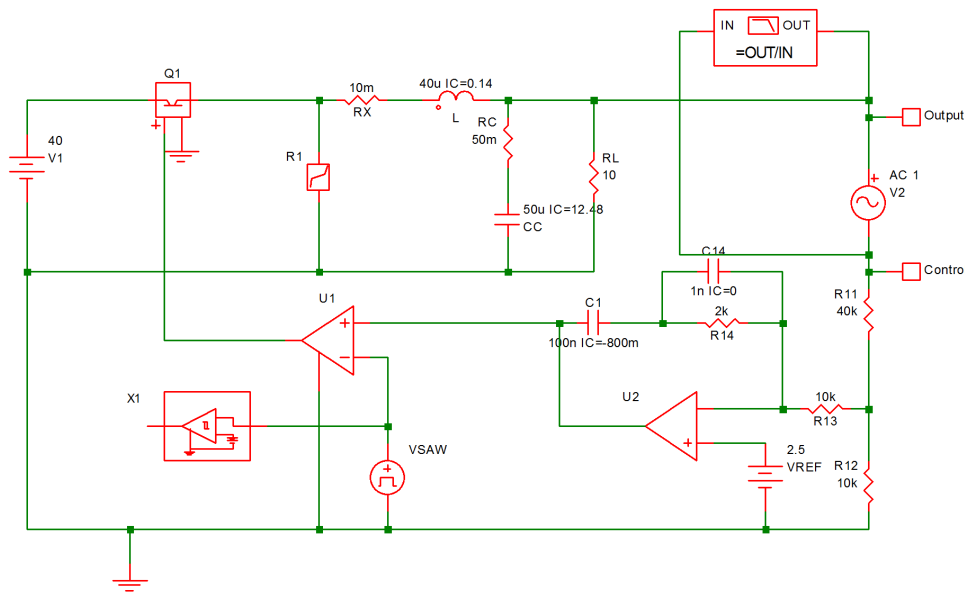 IN OUT
=OUT/IN
Q1
10m
RX
40u IC=0.14
L
RC
50m
Output
40
V1
R1
RL
10
AC 1
V2
50u IC=12.48
CC
C14
1n IC=0
Contro
U1
C1
2k
R14
R11
40k
100n IC=-800m
X1
U2
10k
R13
VSAW
2.5
VREF
R12
10k